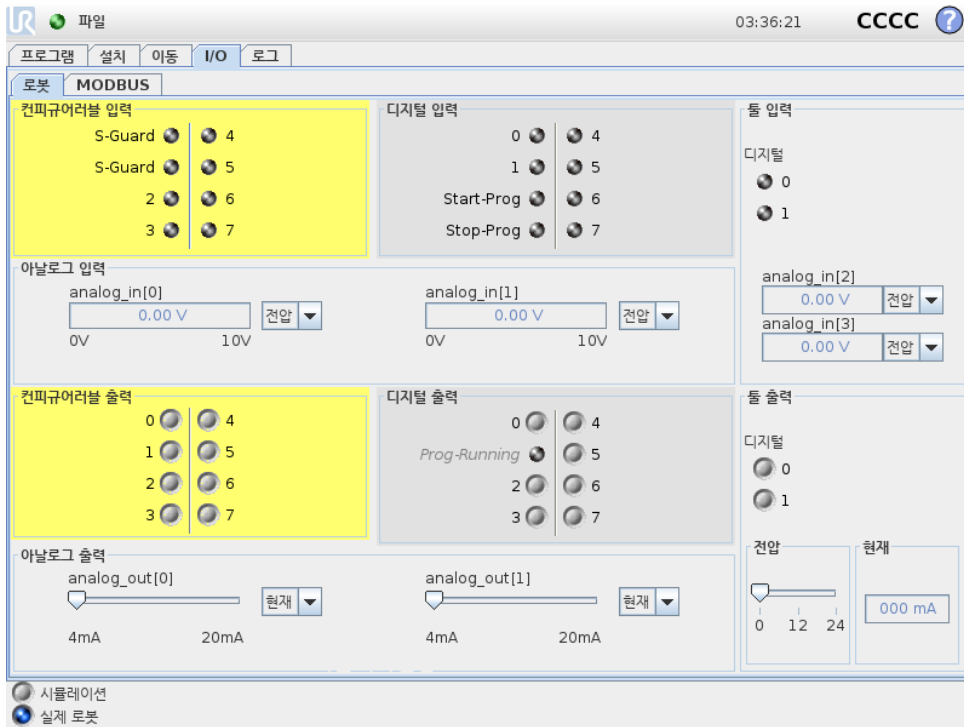 UR 파일 03:36:21 CCCC ?
프로그램 설치 이동 I/O 로그
로봇 MODBUS
컨피규어러블 입력
S-Guard 4
S-Guard 5
2 6
3 7
디지털 입력
0 4
1 5
Start-Prog 6
Stop-Prog 7
툴 입력
디지털
0
1
아날로그 입력
analog_in[0]
0.00 V 전압
0V 10V
analog_in[1]
0.00 V 전압
0V 10V
analog_in[2]
0.00 V 전압
analog_in[3]
0.00 V 전압
컨피규어러블 출력
0 4
1 5
2 6
3 7
디지털 출력
0 4
Prog-Running 5
2 6
3 7
툴 출력
디지털
0
1
아날로그 출력
analog_out[0]
현재
4mA 20mA
analog_out[1]
현재
4mA 20mA
전압
0 12 24
현재
000 mA
시뮬레이션
실제 로봇